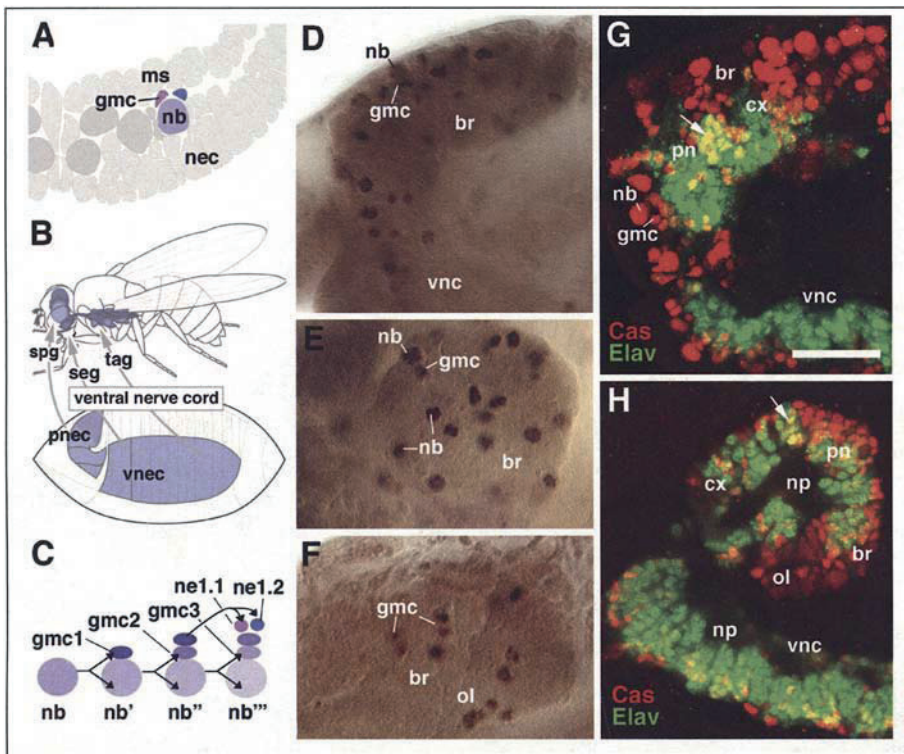 A
ms
gmc
nb
nec
B
spg
seg
tag
ventral nerve cord
pnec
vnec
C
ne1.1
ne1.2
gmc3
gmc2
gmc1
nb
nb'
nb''
nb'''
D
nb
gmc
br
vnc
E
nb
gmc
nb
br
F
gmc
br
ol
G
br
cx
pn
nb
gmc
vnc
Cas
Elav
H
pn
cx
np
br
ol
np
vnc
Cas
Elav